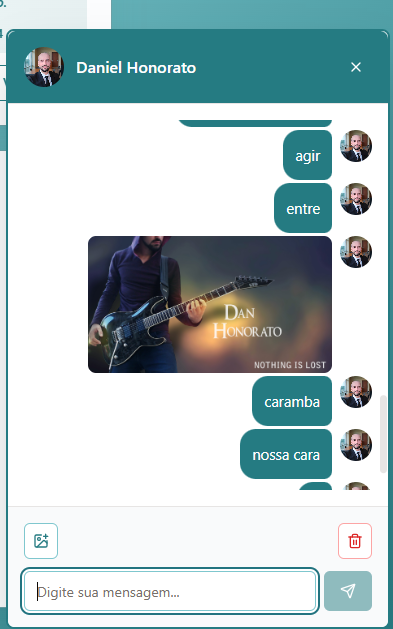 Daniel Honorato
agir
entre
DAN
HONORATO
NOTHING IS LOST
caramba
nossa cara
Digite sua mensagem...